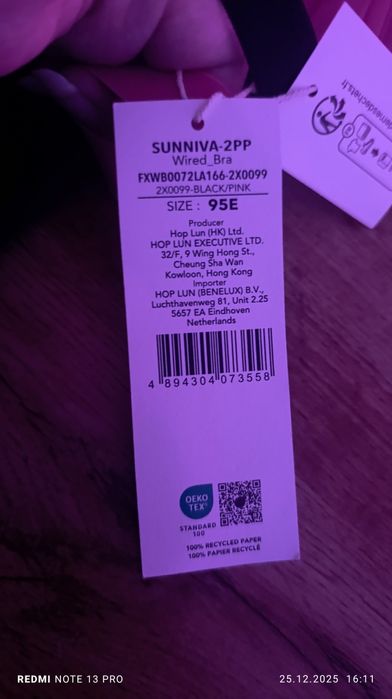 SUNNIVA-2PP
Wired_Bra
FXWB0072LA166-2X0099
2X0099-BLACK/PINK
SIZE : 95E
Producer
Hop Lun (HK) Ltd.
HOP LUN EXECUTIVE LTD.
32/F, 9 Wing Hong St.,
Cheung Sha Wan
Kowloon, Hong Kong
Importer
HOP LUN (BENELUX) B.V.,
Luchthavenweg 81, Unit 2.25
5657 EA Eindhoven
Netherlands
4 894304 073558
OEKO
TEX®
STANDARD
100
100% RECYCLED PAPER
100% PAPIER RECYCLÉ
REDMI NOTE 13 PRO
25.12.2025 16:11